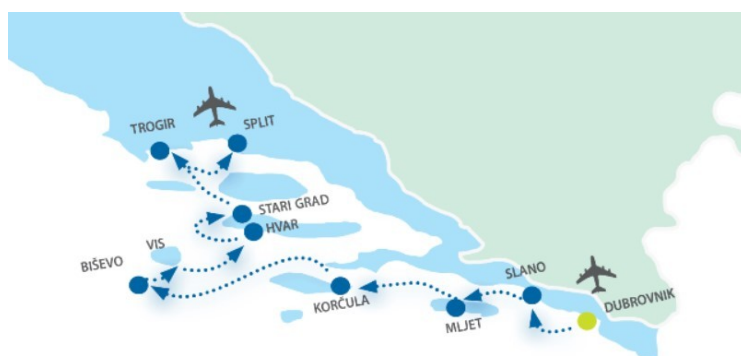 TROGIR
SPLIT
STARI GRAD
HVAR
VIS
BIŠEVO
KORČULA
MLJET
SLANO
DUBROVNIK